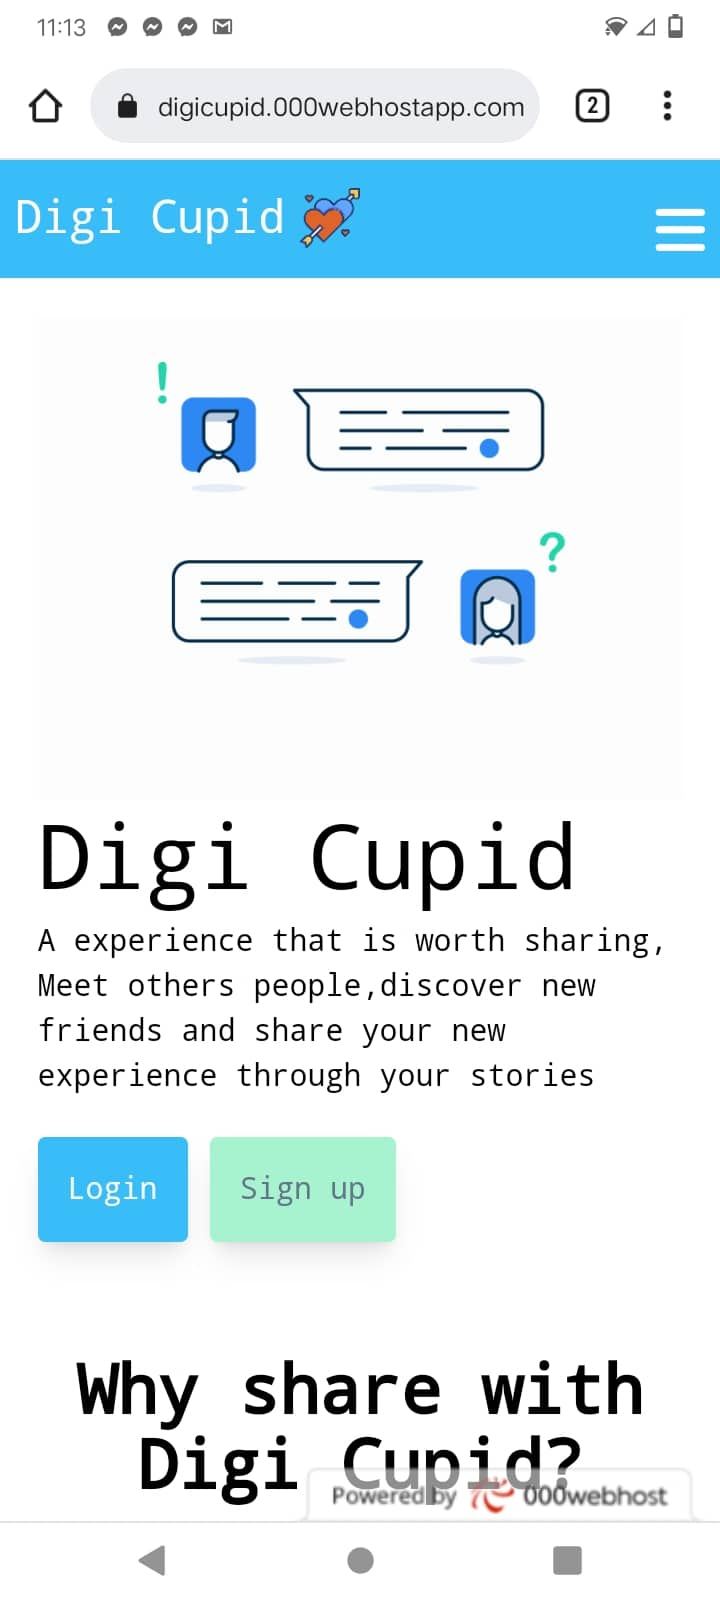 11:13
digicupid.000webhostapp.com
2
Digi Cupid
!
?
Digi Cupid
A experience that is worth sharing,
Meet others people,discover new
friends and share your new
experience through your stories
Login
Sign up
Why share with
Digi Cupid?
Powered by 000webhost